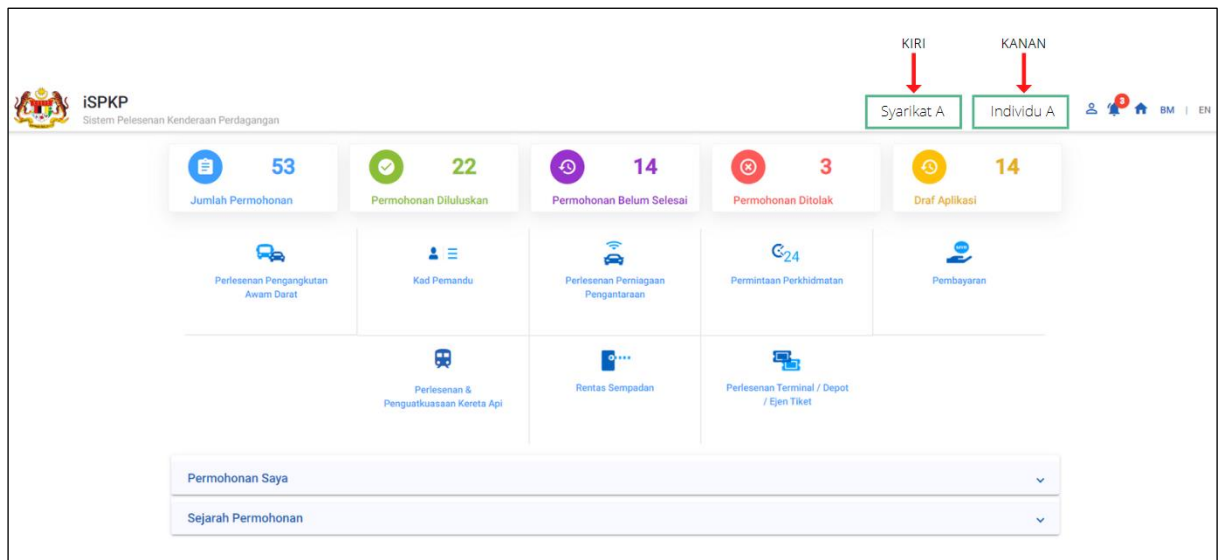 KIRI KANAN
iSPKP
Sistem Pelesenan Kenderaan Perdagangan
Syarikat A Individu A 3 BM | EN
53 22 14 3 14
Jumlah Permohonan Permohonan Diluluskan Permohonan Belum Selesai Permohonan Ditolak Draf Aplikasi
24
Perlesenan Pengangkutan
Awam Darat
Kad Pemandu
Perlesenan Perniagaan
Pengantaraan
Permintaan Perkhidmatan
Pembayaran
Perlesenan &
Penguatkuasaan Kereta Api
Rentas Sempadan
Perlesenan Terminal / Depot
/ Ejen Tiket
Permohonan Saya
Sejarah Permohonan